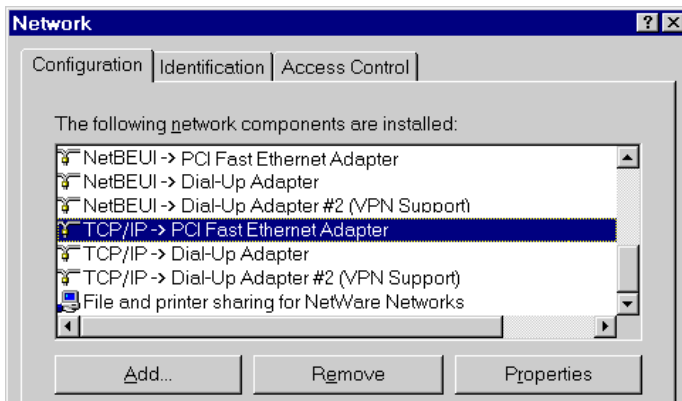 Network
Configuration Identification Access Control
The following network components are installed:
NetBEUI -> PCI Fast Ethernet Adapter
NetBEUI -> Dial-Up Adapter
NetBEUI -> Dial-Up Adapter #2 (VPN Support)
TCP/IP -> PCI Fast Ethernet Adapter
TCP/IP -> Dial-Up Adapter
TCP/IP -> Dial-Up Adapter #2 (VPN Support)
File and printer sharing for NetWare Networks
Add... Remove Properties